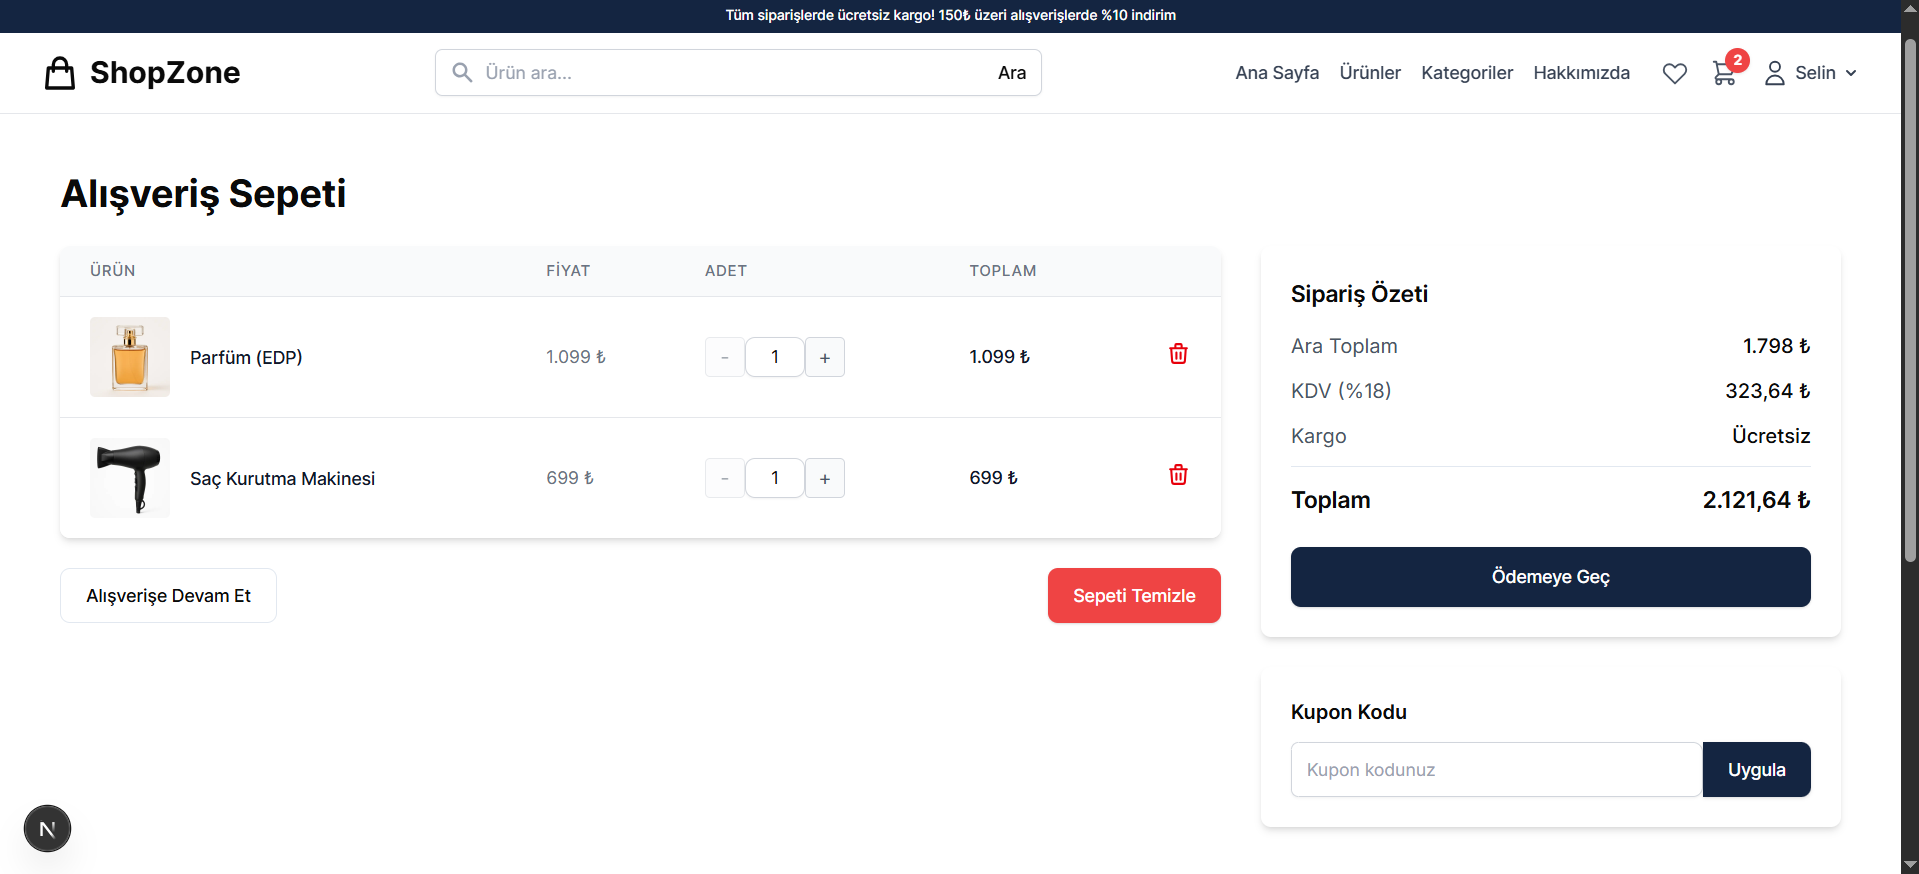 Tüm siparişlerde ücretsiz kargo! 150₺ üzeri alışverişlerde %10 indirim
ShopZone
Ürün ara...
Ara
Ana Sayfa
Ürünler
Kategoriler
Hakkımızda
2
Selin
Alışveriş Sepeti
ÜRÜN
FİYAT
ADET
TOPLAM
Parfüm (EDP)
1.099 ₺
- 1 +
1.099 ₺
Saç Kurutma Makinesi
699 ₺
- 1 +
699 ₺
Alışverişe Devam Et
Sepeti Temizle
Sipariş Özeti
Ara Toplam
1.798 ₺
KDV (%18)
323,64 ₺
Kargo
Ücretsiz
Toplam
2.121,64 ₺
Ödemeye Geç
Kupon Kodu
Kupon kodunuz
Uygula
N